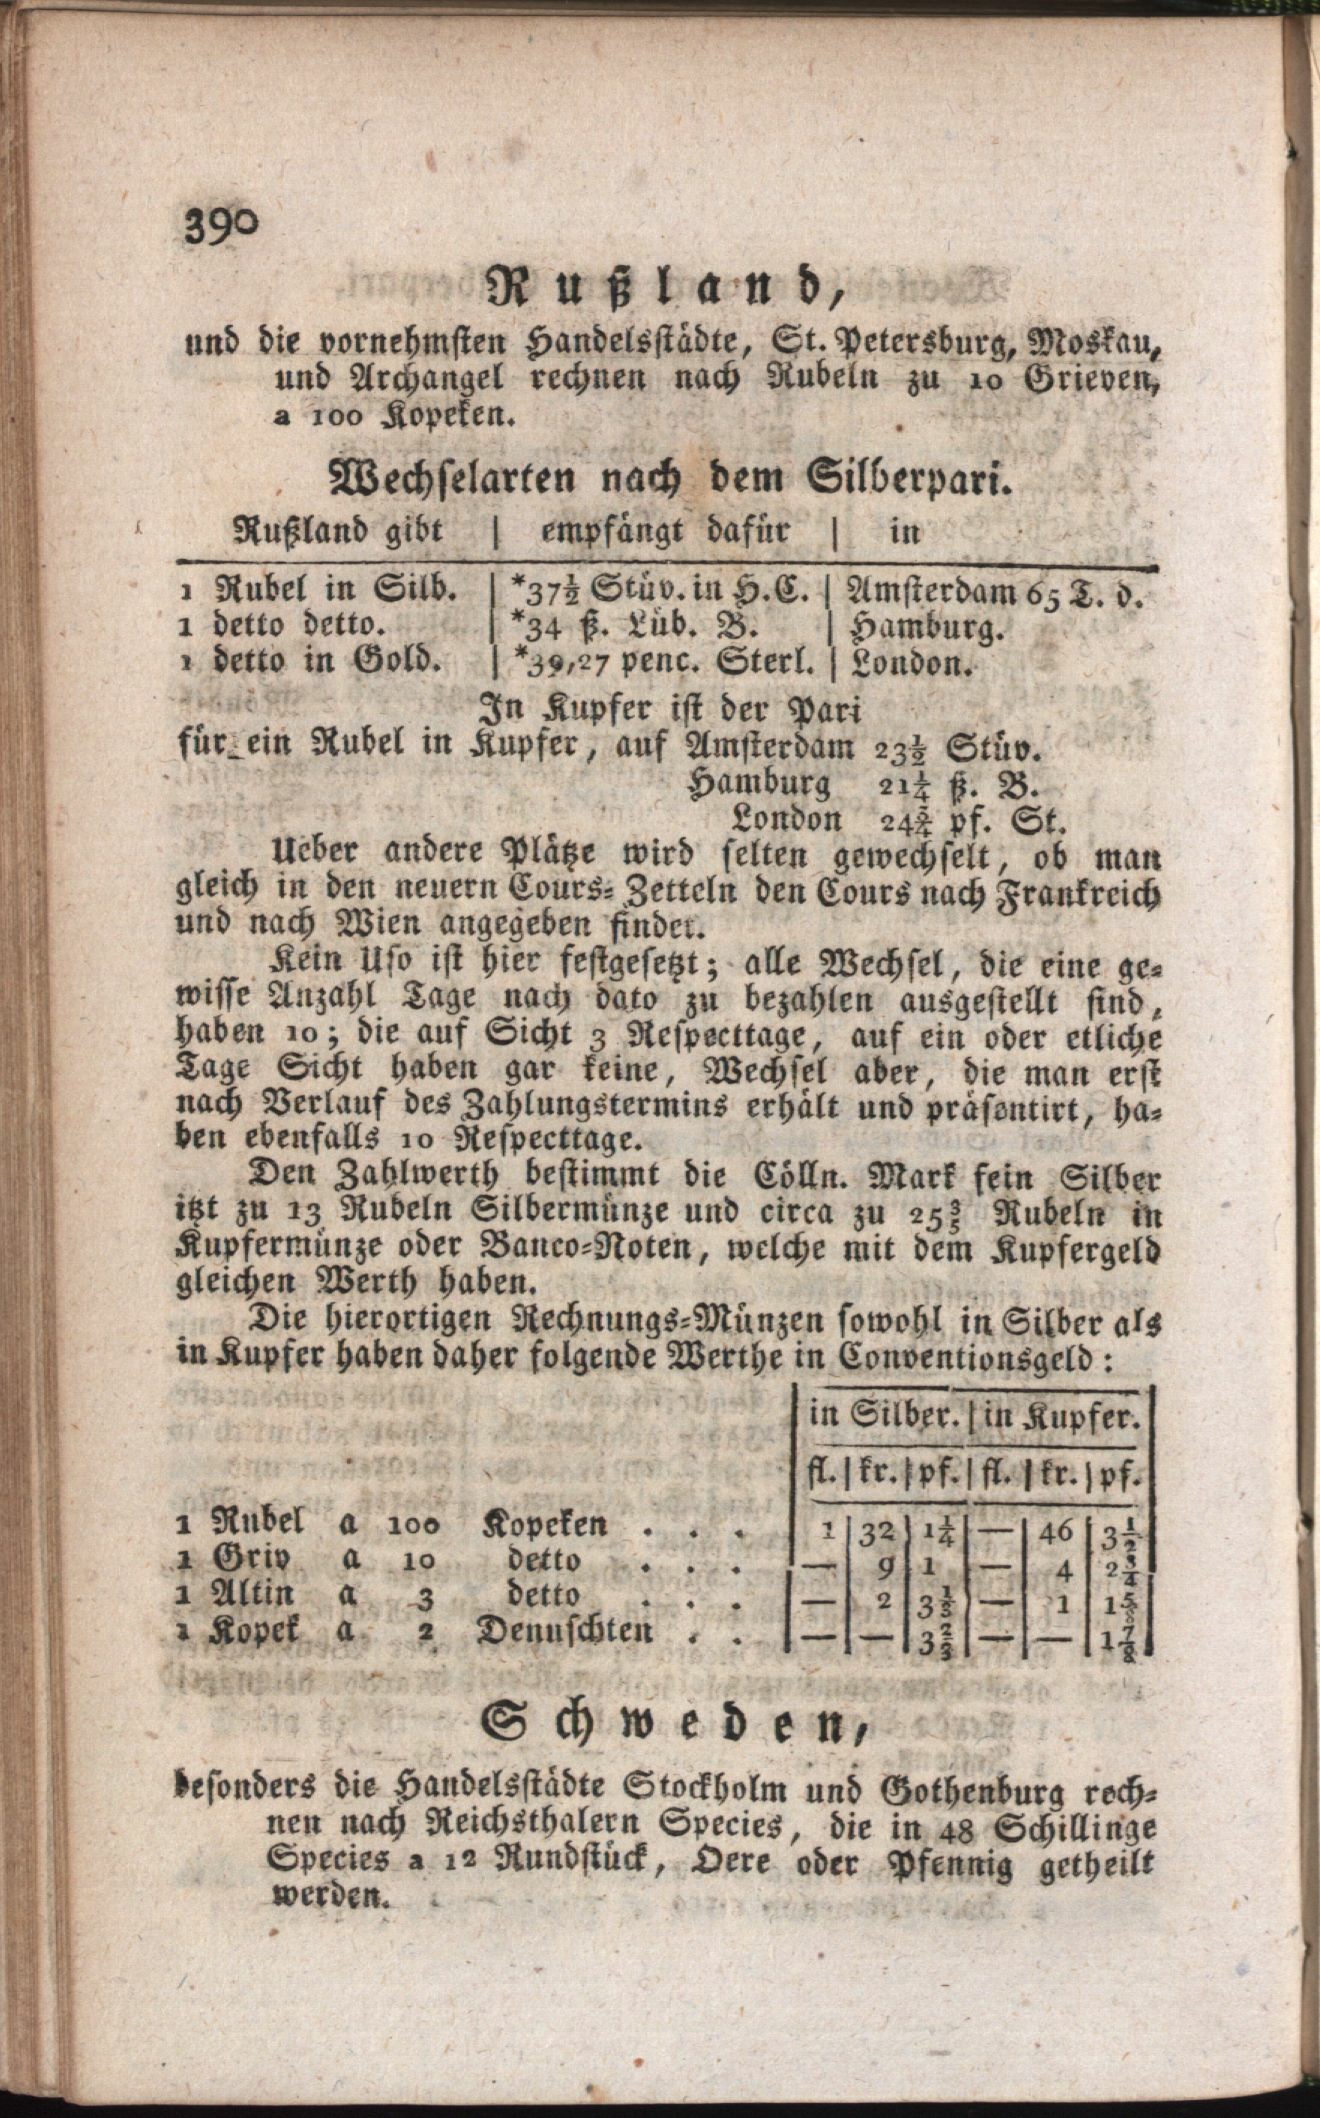 390
Rußland,
und die vornehmsten Handelsstädte, St. Petersburg, Moskau,
und Archangel rechnen nach Rubeln zu 10 Grieven,
a 100 Kopeken.
Wechselarten nach dem Silberpari.
Rußland gibt | empfängt dafür | in
1 Rubel in Silb. | *37½ Stüv. in H.C. | Amsterdam 65 T. d.
1 detto detto. | *34 ß. Lüb. B. | Hamburg.
1 detto in Gold. | *39,27 penc. Sterl. | London.
In Kupfer ist der Pari
für ein Rubel in Kupfer, auf Amsterdam 23½ Stüv.
Hamburg 21¼ ß. B.
London 24¾ pf. St.
Ueber andere Plätze wird selten gewechselt, ob man
gleich in den neuern Cours-Zetteln den Cours nach Frankreich
und nach Wien angegeben findet.
Kein Uso ist hier festgesetzt; alle Wechsel, die eine ge-
wisse Anzahl Tage nach dato zu bezahlen ausgestellt sind,
haben 10; die auf Sicht 3 Respecttage, auf ein oder etliche
Tage Sicht haben gar keine, Wechsel aber, die man erst
nach Verlauf des Zahlungstermins erhält und präsentirt, ha-
ben ebenfalls 10 Respecttage.
Den Zahlwerth bestimmt die Cölln. Mark fein Silber
itzt zu 13 Rubeln Silbermünze und circa zu 25⅗ Rubeln in
Kupfermünze oder Banco-Noten, welche mit dem Kupfergeld
gleichen Werth haben.
Die hierortigen Rechnungs-Münzen sowohl in Silber als
in Kupfer haben daher folgende Werthe in Conventionsgeld:
in Silber. | in Kupfer.
fl. | kr. | pf. | fl. | kr. | pf.
1 Rubel a 100 Kopeken . . . 1 | 32 | 1¼ | — | 46 | 3½
1 Griv a 10 detto . . . — | 9 | 1 | — | 4 | 2¾
1 Altin a 3 detto . . . — | 2 | 3⅓ | — | 1 | 1⅝
1 Kopek a 2 Denuschten . . — | — | 3⅔ | — | — | 1⅞
Schweden,
besonders die Handelsstädte Stockholm und Gothenburg rech-
nen nach Reichsthalern Species, die in 48 Schillinge
Species a 12 Rundstück, Oere oder Pfennig getheilt
werden.